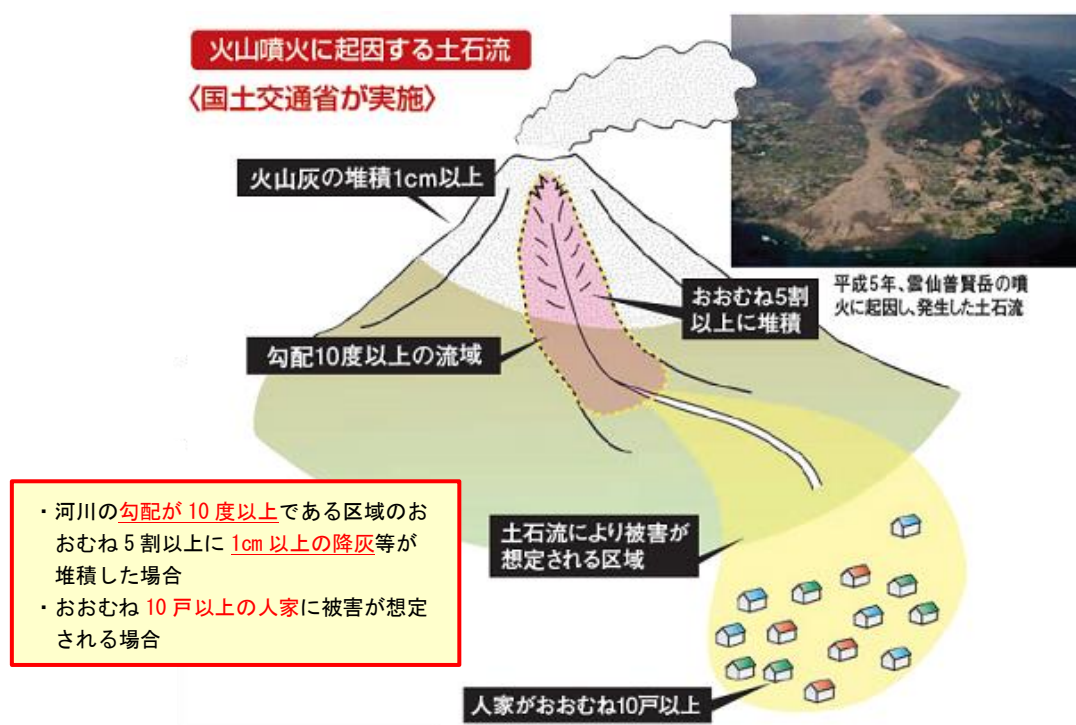 火山噴火に起因する土石流
〈国土交通省が実施〉
火山灰の堆積1cm以上
平成5年、雲仙普賢岳の噴
火に起因し、発生した土石流
おおむね5割
以上に堆積
勾配10度以上の流域
・河川の勾配が10度以上である区域のお
おむね5割以上に1cm以上の降灰等が
堆積した場合
・おおむね10戸以上の人家に被害が想定
される場合
土石流により被害が
想定される区域
人家がおおむね10戸以上